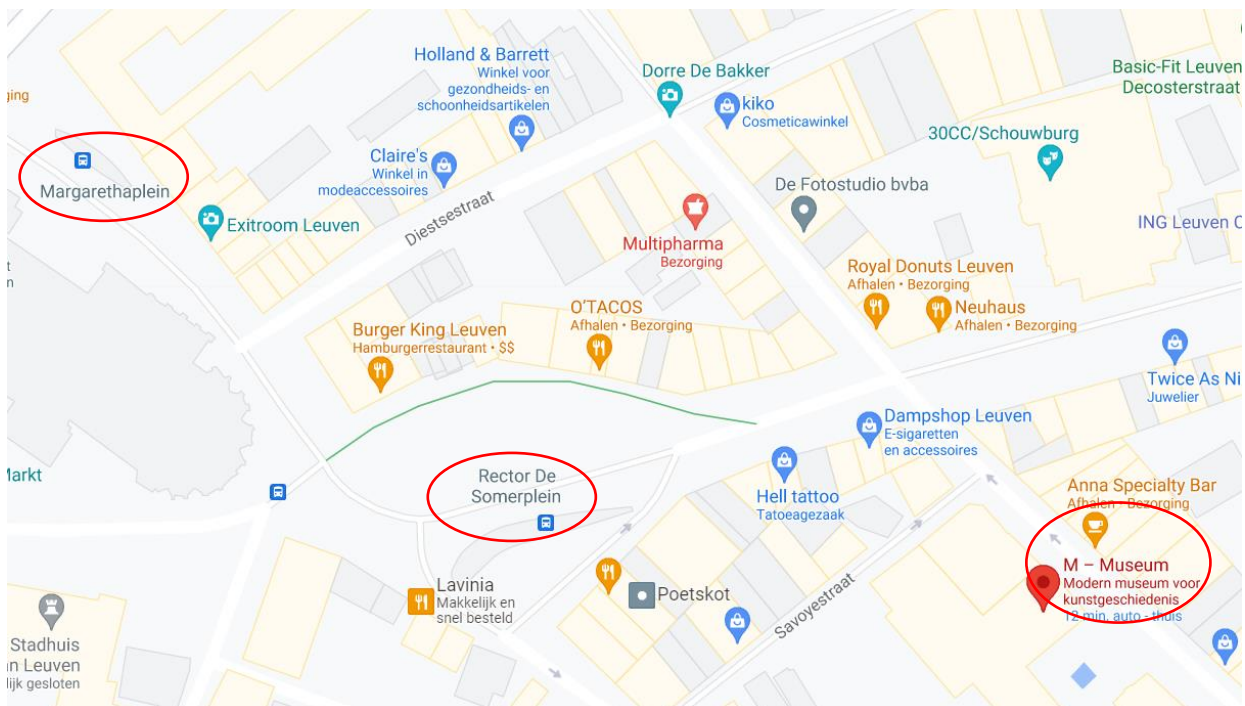 Holland & Barrett
Winkel voor
gezondheids- en
schoonheidsartikelen
Dorre De Bakker
Basic-Fit Leuven
Decosterstraat
ging
kiko
Cosmeticawinkel
30CC/Schouwburg
Claire's
Winkel in
modeaccessoires
Margarethaplein
De Fotostudio bvba
Diestsestraat
Exitroom Leuven
ING Leuven C
Multipharma
Bezorging
t
n
Royal Donuts Leuven
Afhalen • Bezorging
O'TACOS
Afhalen • Bezorging
Neuhaus
Afhalen • Bezorging
Burger King Leuven
Hamburgerrestaurant • $$
Twice As Ni
Juwelier
Dampshop Leuven
E-sigaretten
en accessoires
Markt
Rector De
Somerplein
Hell tattoo
Tatoeagezaak
Anna Specialty Bar
Afhalen - Bezorging
M – Museum
Modern museum voor
kunstgeschiedenis
12 min. auto - thuis
Lavinia
Makkelijk en
snel besteld
Poetskot
Savoyestraat
Stadhuis
an Leuven
lijk gesloten